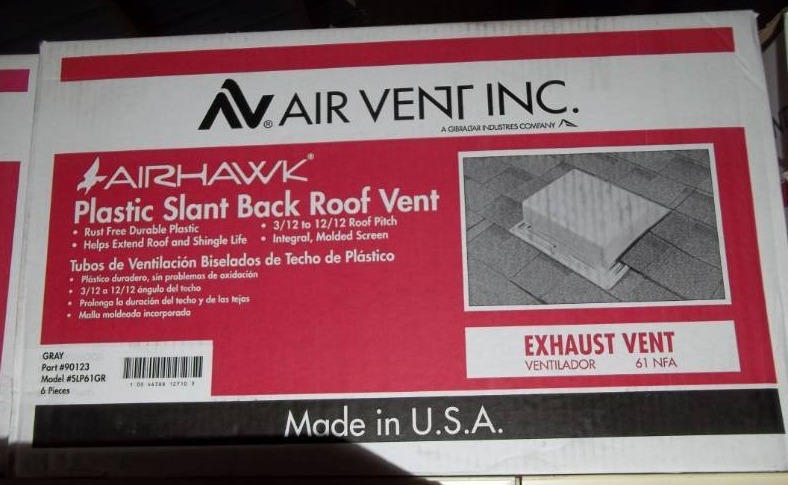 AIR VENT INC.
A GIBRALTAR INDUSTRIES COMPANY
AIRHAWK®
Plastic Slant Back Roof Vent
• Rust Free Durable Plastic
• 3/12 to 12/12 Roof Pitch
• Helps Extend Roof and Shingle Life
• Integral, Molded Screen
Tubos de Ventilación Biselados de Techo de Plástico
• Plástico duradero, sin problemas de oxidación
• 3/12 a 12/12 ángulo del techo
• Prolonga la duración del techo y de las tejas
• Malla moldeada incorporada
EXHAUST VENT
VENTILADOR 61 NFA
GRAY
Part #90123
Model #SLP61GR
6 Pieces
Made in U.S.A.